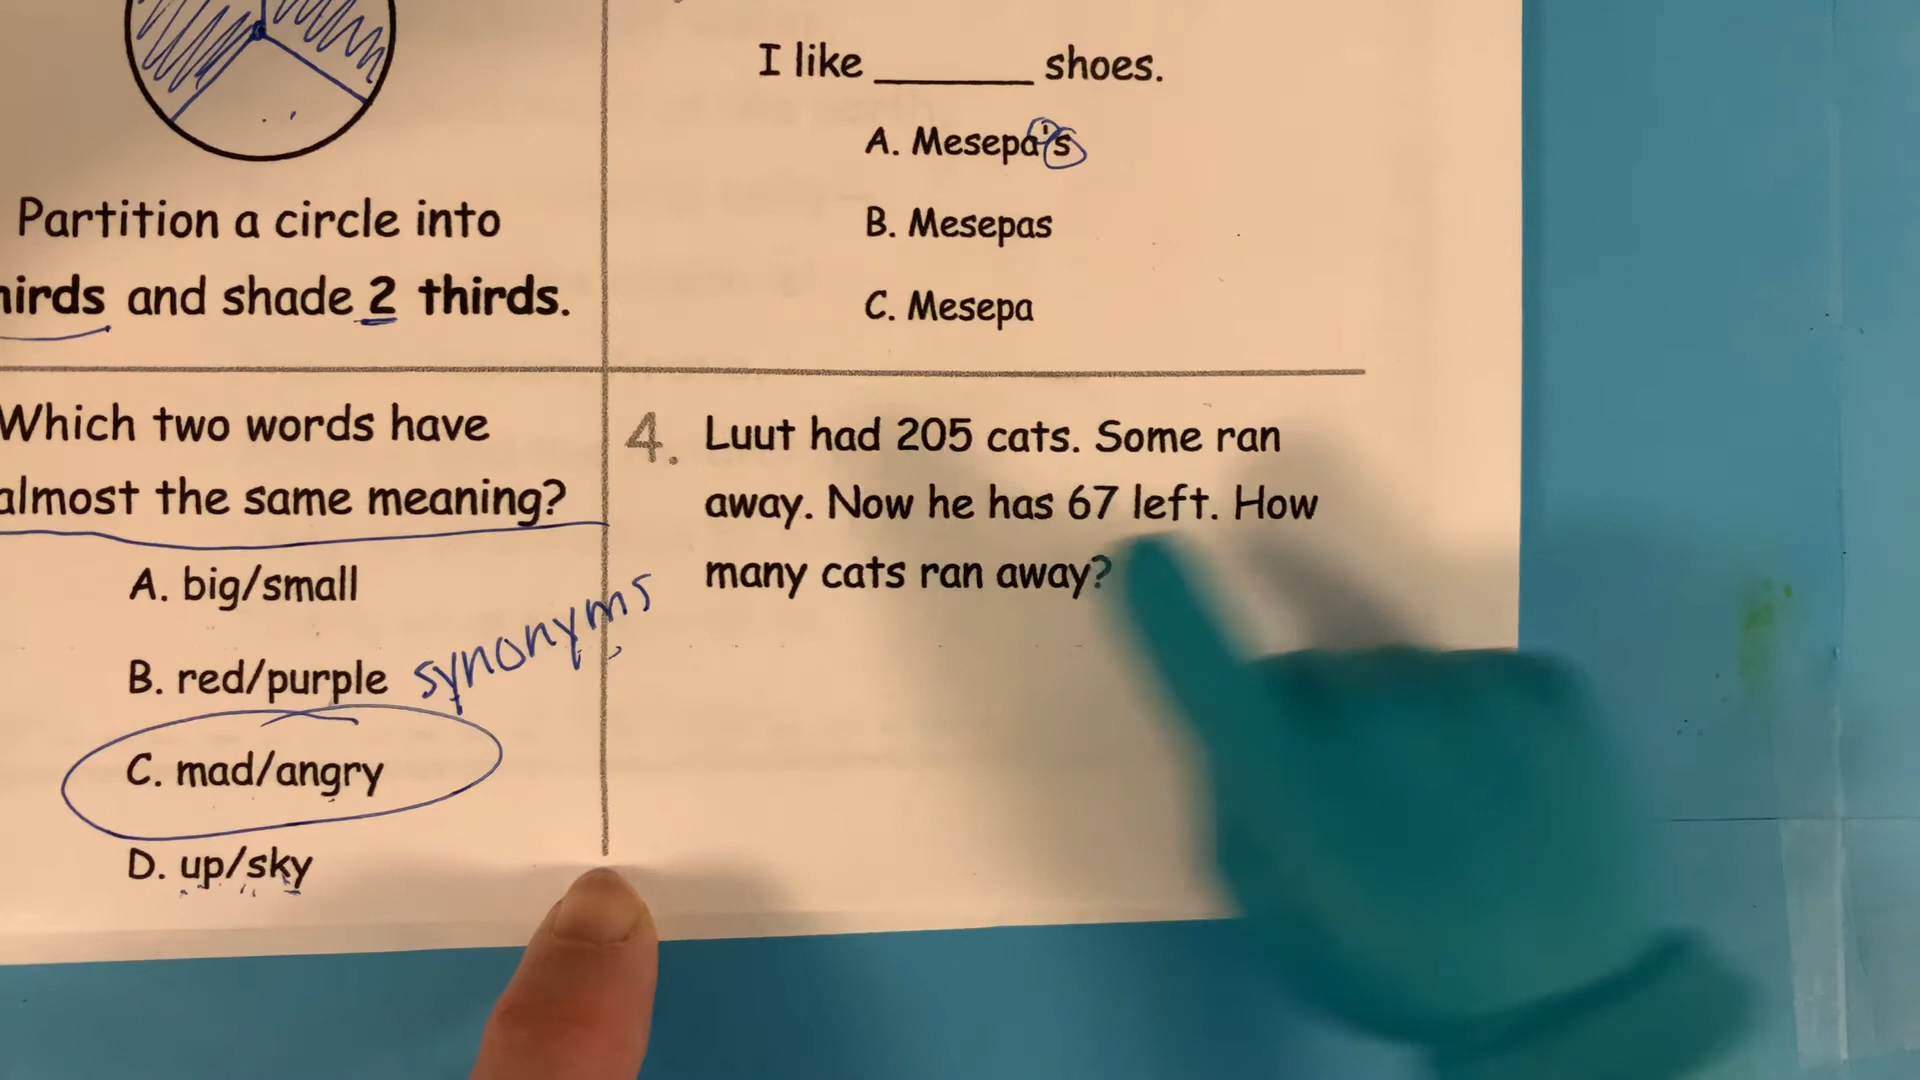 Partition a circle into
and shade 2 thirds.
I like _______ shoes.
A. Mesepa's
B. Mesepas
C. Mesepa
Which two words have
almost the same meaning?
A. big/small
B. red/purple
synonyms
C. mad/angry
D. up/sky
4. Luut had 205 cats. Some ran
away. Now he has 67 left. How
many cats ran away?